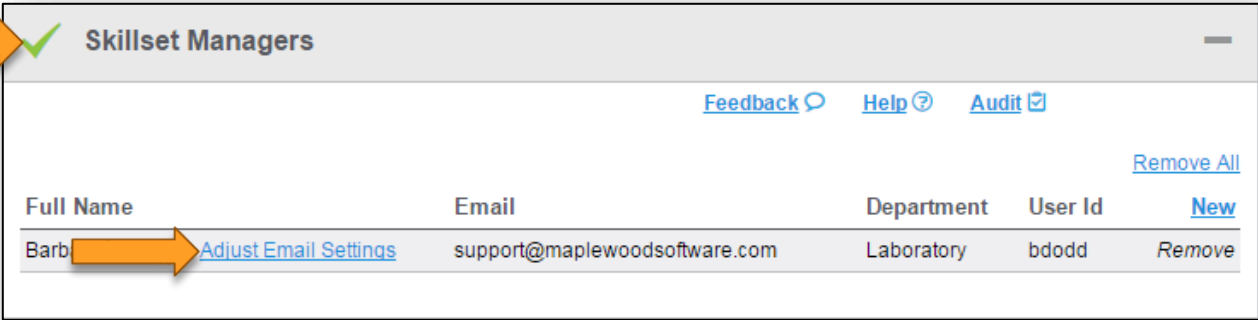 Skillset Managers
Feedback Help Audit
Remove All
Full Name Email Department User Id New
Adjust Email Settings support@maplewoodsoftware.com Laboratory bdodd Remove